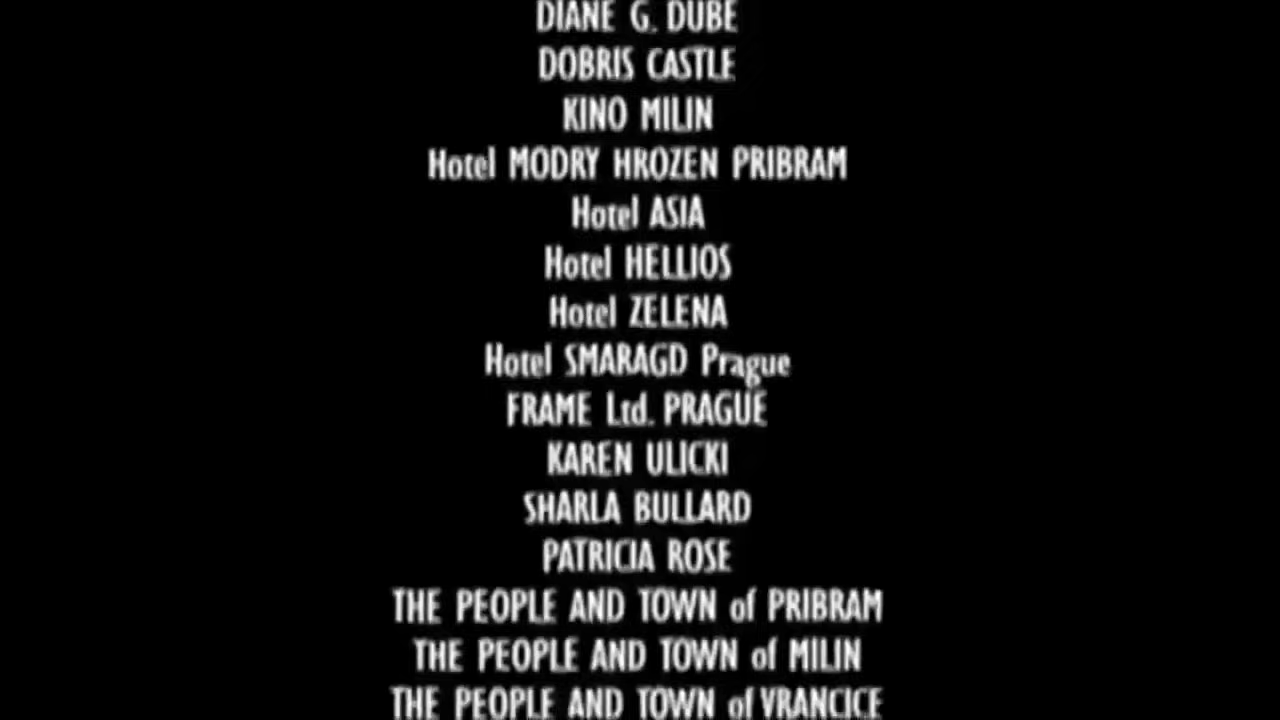 DIANE G. DUBE
DOBRIS CASTLE
KINO MILIN
Hotel MODRY HROZEN PRIBRAM
Hotel ASIA
Hotel HELLIOS
Hotel ZELENA
Hotel SMARAGD Prague
FRAME Ltd. PRAGUE
KAREN ULICKI
SHARLA BULLARD
PATRICIA ROSE
THE PEOPLE AND TOWN of PRIBRAM
THE PEOPLE AND TOWN of MILIN
THE PEOPLE AND TOWN of VRANCICE